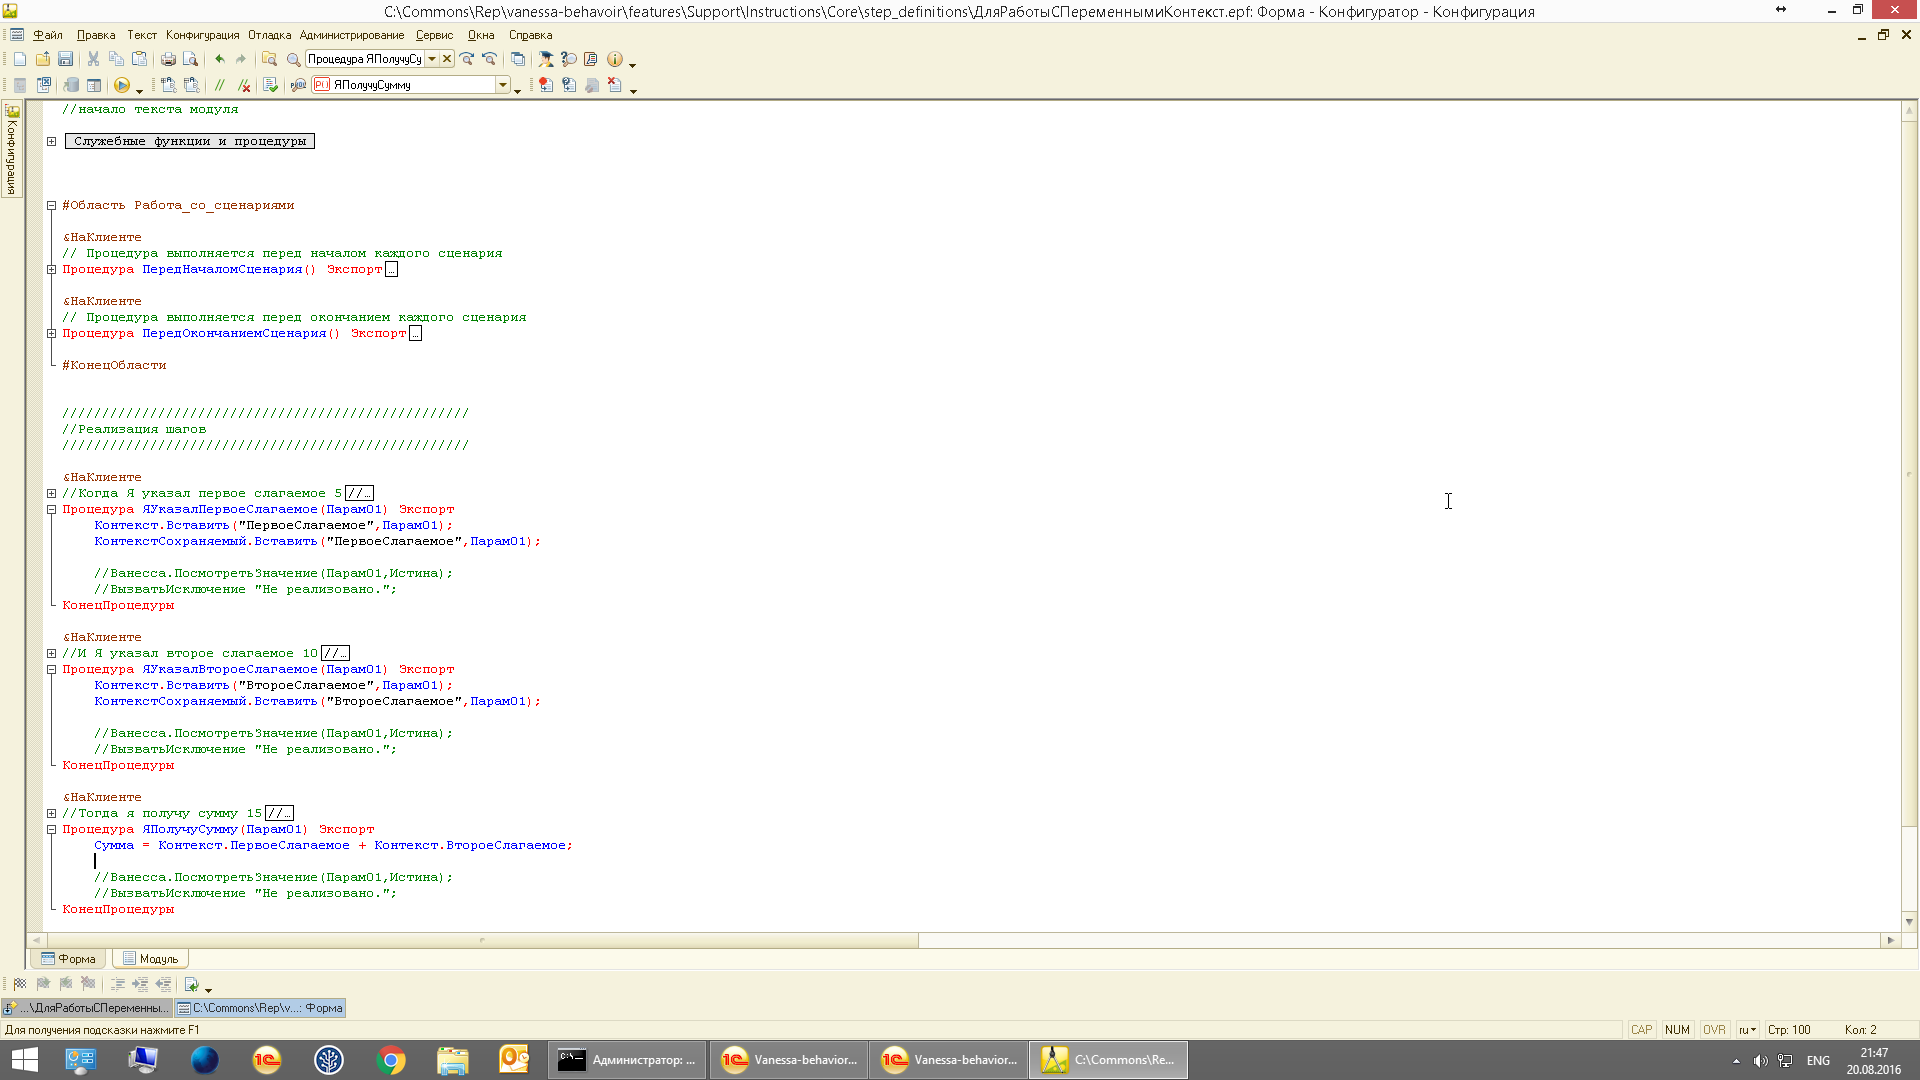 C:\Commons\Rep\vanessa-behavoir\features\Support\Instructions\Core\step_definitions\ДляРаботыСПеременнымиКонтекст.epf: Форма - Конфигуратор - Конфигурация
Файл Правка Текст Конфигурация Отладка Администрирование Сервис Окна Справка
Процедура ЯПолучуСу
ЯПолучуСумму
Конфигурация
//начало текста модуля
Служебные функции и процедуры
#Область Работа_со_сценариями
&НаКлиенте
// Процедура выполняется перед началом каждого сценария
Процедура ПередНачаломСценария() Экспорт...
&НаКлиенте
// Процедура выполняется перед окончанием каждого сценария
Процедура ПередОкончаниемСценария() Экспорт...
#КонецОбласти
///////////////////////////////////////////////////
//Реализация шагов
///////////////////////////////////////////////////
&НаКлиенте
//Когда Я указал первое слагаемое 5 //...
Процедура ЯУказалПервоеСлагаемое(Парам01) Экспорт
Контекст.Вставить("ПервоеСлагаемое",Парам01);
КонтекстСохраняемый.Вставить("ПервоеСлагаемое",Парам01);
//Ванесса.ПосмотретьЗначение(Парам01,Истина);
//ВызватьИсключение "Не реализовано.";
КонецПроцедуры
&НаКлиенте
//И Я указал второе слагаемое 10 //...
Процедура ЯУказалВтороеСлагаемое(Парам01) Экспорт
Контекст.Вставить("ВтороеСлагаемое",Парам01);
КонтекстСохраняемый.Вставить("ВтороеСлагаемое",Парам01);
//Ванесса.ПосмотретьЗначение(Парам01,Истина);
//ВызватьИсключение "Не реализовано.";
КонецПроцедуры
&НаКлиенте
//Тогда я получу сумму 15 //...
Процедура ЯПолучуСумму(Парам01) Экспорт
Сумма = Контекст.ПервоеСлагаемое + Контекст.ВтороеСлагаемое;
//Ванесса.ПосмотретьЗначение(Парам01,Истина);
//ВызватьИсключение "Не реализовано.";
КонецПроцедуры
Форма Модуль
...\ДляРаботыСПеременны... C:\Commons\Rep\v...: Форма
Для получения подсказки нажмите F1 CAP NUM OVR ru Стр: 100 Кол: 2
Администратор: ... Vanessa-behavior... Vanessa-behavior... C:\Commons\Re... ENG 21:47
20.08.2016